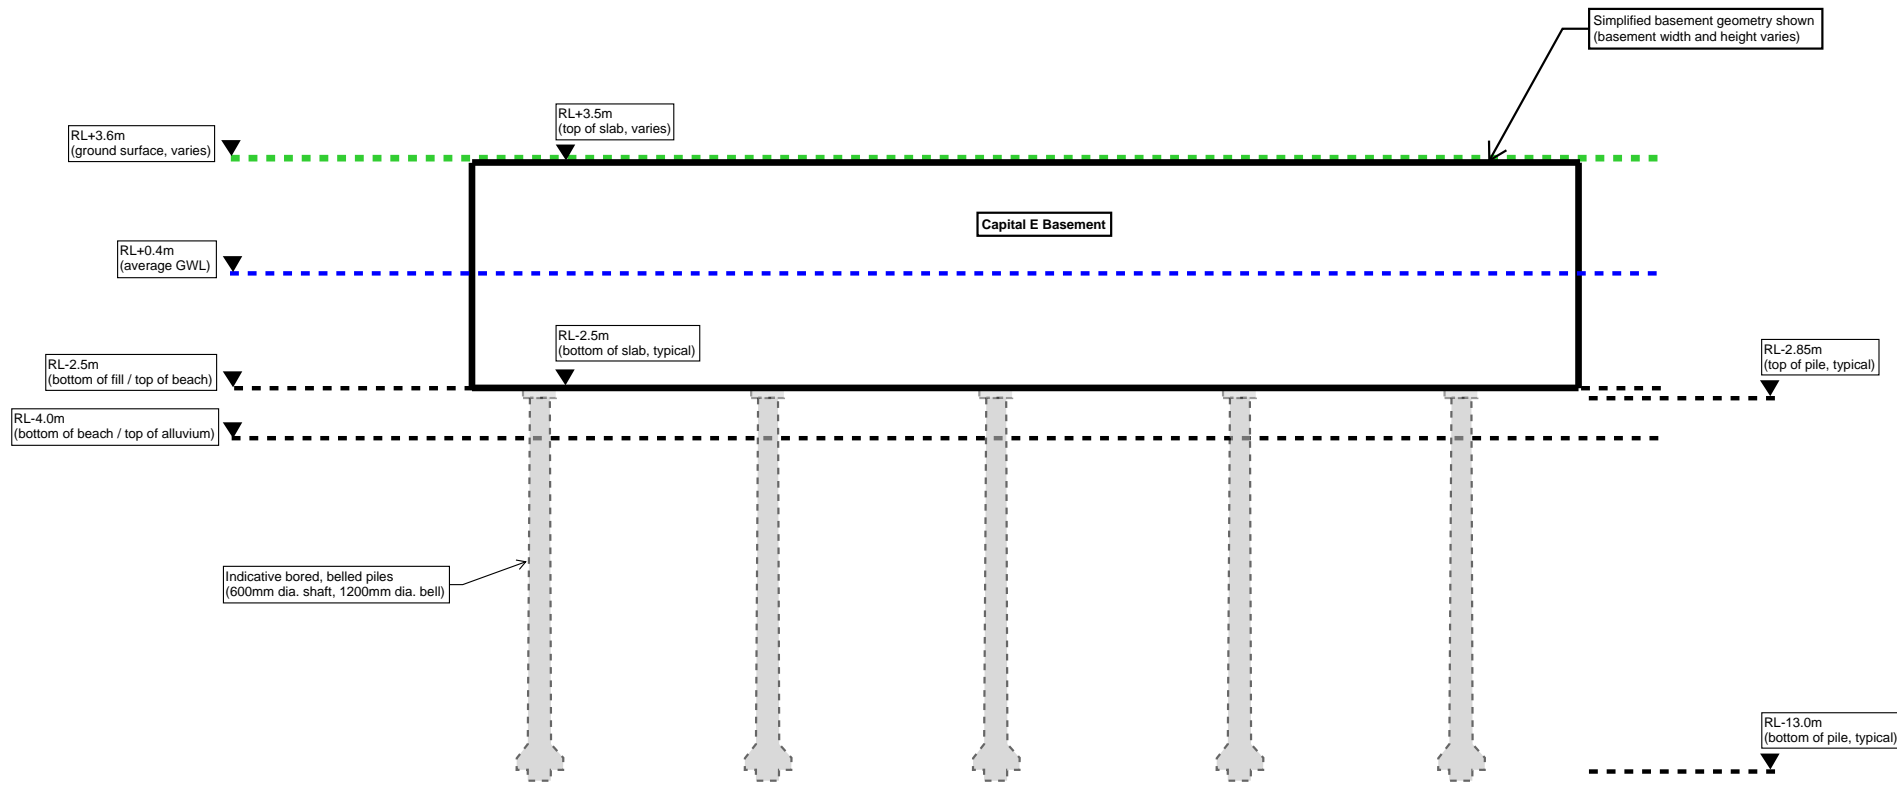 Simplified basement geometry shown
(basement width and height varies)
RL+3.5m
(top of slab, varies)
RL+3.6m
(ground surface, varies)
Capital E Basement
RL+0.4m
(average GWL)
RL-2.5m
(bottom of slab, typical)
RL-2.85m
(top of pile, typical)
RL-2.5m
(bottom of fill / top of beach)
RL-4.0m
(bottom of beach / top of alluvium)
Indicative bored, belled piles
(600mm dia. shaft, 1200mm dia. bell)
RL-13.0m
(bottom of pile, typical)